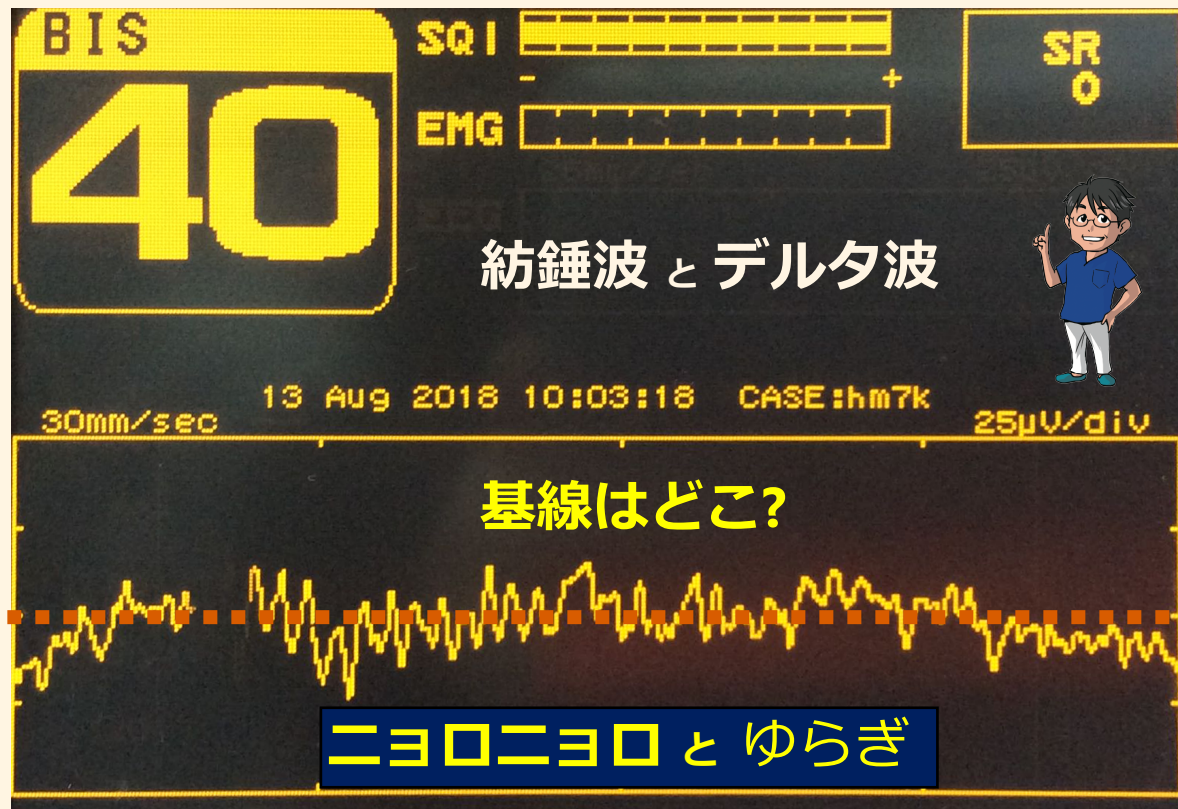 BIS
40
SQI
- +
EMG
SR
0
紡錘波 と デルタ波
13 Aug 2018 10:03:18 CASE:hm7k
30mm/sec
25μV/div
基線はどこ?
ニョロニョロ と ゆらぎ